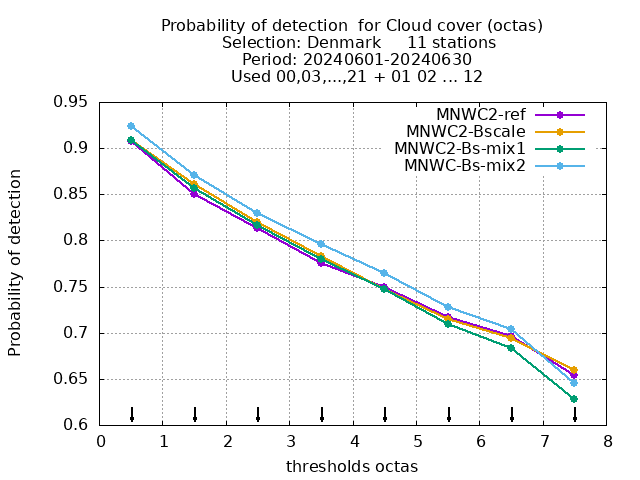 Probability of detection  for Cloud cover (octas)
Selection: Denmark     11 stations
Period: 20240601-20240630
Used 00,03,...,21 + 01 02 ... 12
MNWC2-ref
MNWC2-Bscale
MNWC2-Bs-mix1
MNWC-Bs-mix2
Probability of detection
0.95
0.9
0.85
0.8
0.75
0.7
0.65
0.6
0 1 2 3 4 5 6 7 8
thresholds octas